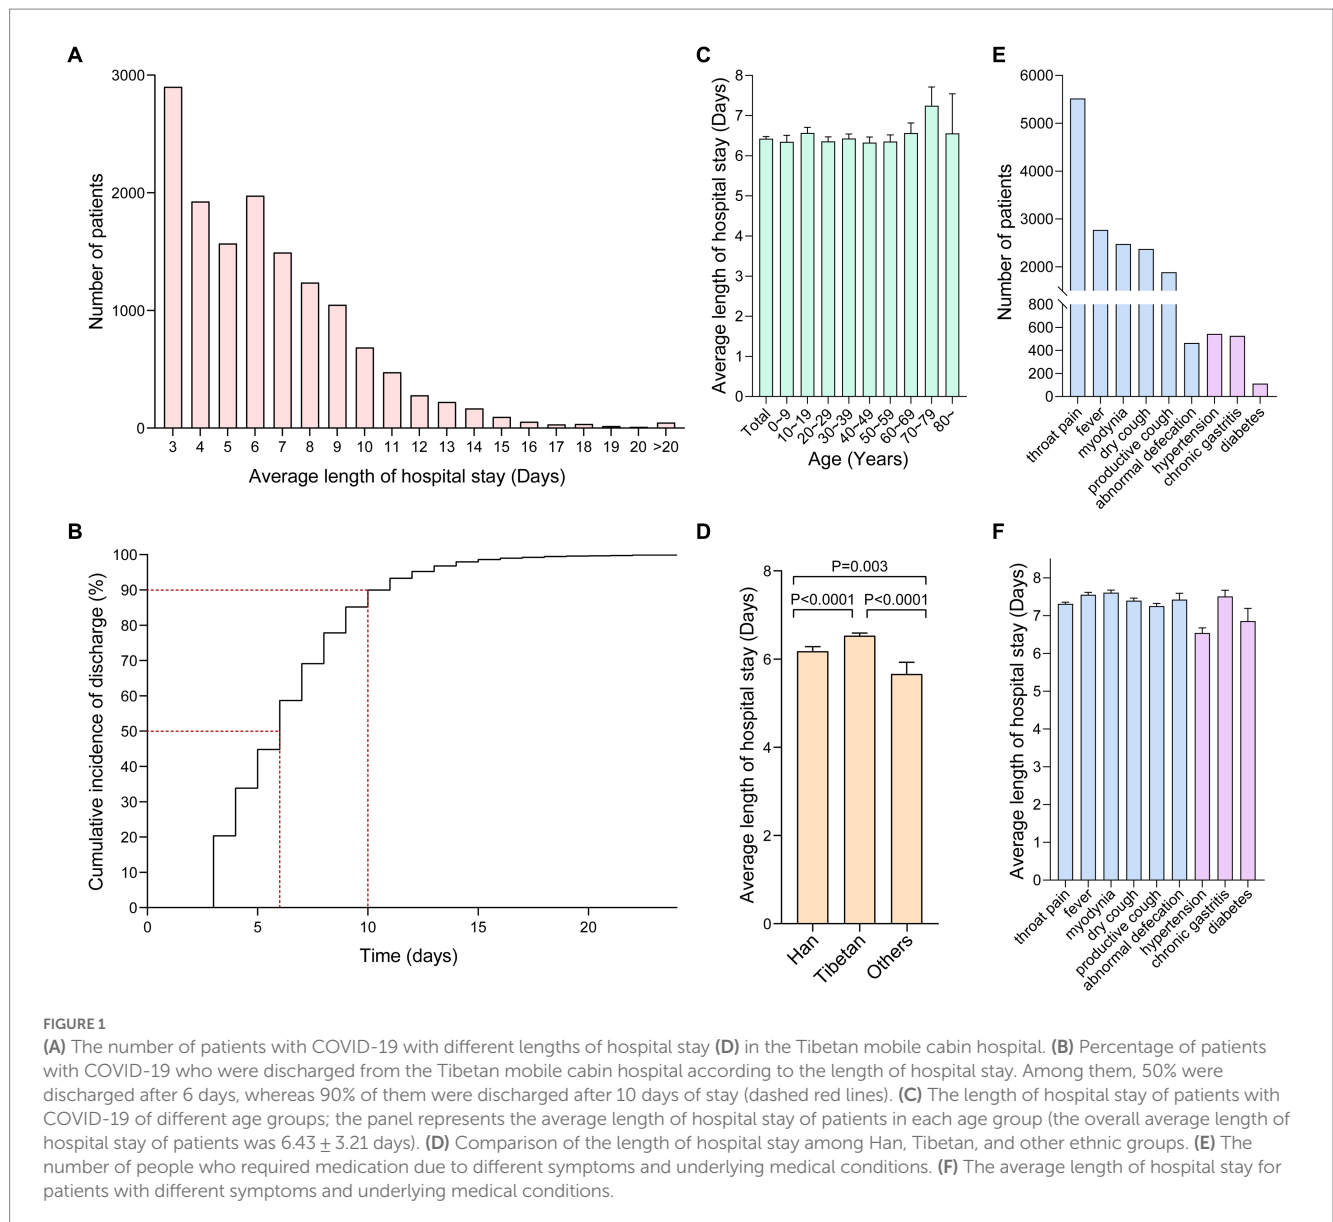 A
3000
2000
1000
0
Number of patients
3 4 5 6 7 8 9 10 11 12 13 14 15 16 17 18 19 20 >20
Average length of hospital stay (Days)
B
100
90
80
70
60
50
40
30
20
10
0
Cumulative incidence of discharge (%)
0 5 10 15 20
Time (days)
C
8
7
6
5
4
3
2
1
0
Average length of hospital stay (Days)
Total 0~9 10~19 20~29 30~39 40~49 50~59 60~69 70~79 80~
Age (Years)
D
8
6
4
2
0
Average length of hospital stay (Days)
P=0.003
P<0.0001 P<0.0001
Han Tibetan Others
E
6000
5000
4000
3000
2000
800
600
400
200
0
Number of patients
throat pain
fever
myodynia
dry cough
productive cough
abnormal defecation
hypertension
chronic gastritis
diabetes
F
8
7
6
5
4
3
2
1
0
Average length of hospital stay (Days)
throat pain
fever
myodynia
dry cough
productive cough
abnormal defecation
hypertension
chronic gastritis
diabetes
FIGURE 1
(A) The number of patients with COVID-19 with different lengths of hospital stay (D) in the Tibetan mobile cabin hospital. (B) Percentage of patients
with COVID-19 who were discharged from the Tibetan mobile cabin hospital according to the length of hospital stay. Among them, 50% were
discharged after 6 days, whereas 90% of them were discharged after 10 days of stay (dashed red lines). (C) The length of hospital stay of patients with
COVID-19 of different age groups; the panel represents the average length of hospital stay of patients in each age group (the overall average length of
hospital stay of patients was 6.43 ± 3.21 days). (D) Comparison of the length of hospital stay among Han, Tibetan, and other ethnic groups. (E) The
number of people who required medication due to different symptoms and underlying medical conditions. (F) The average length of hospital stay for
patients with different symptoms and underlying medical conditions.